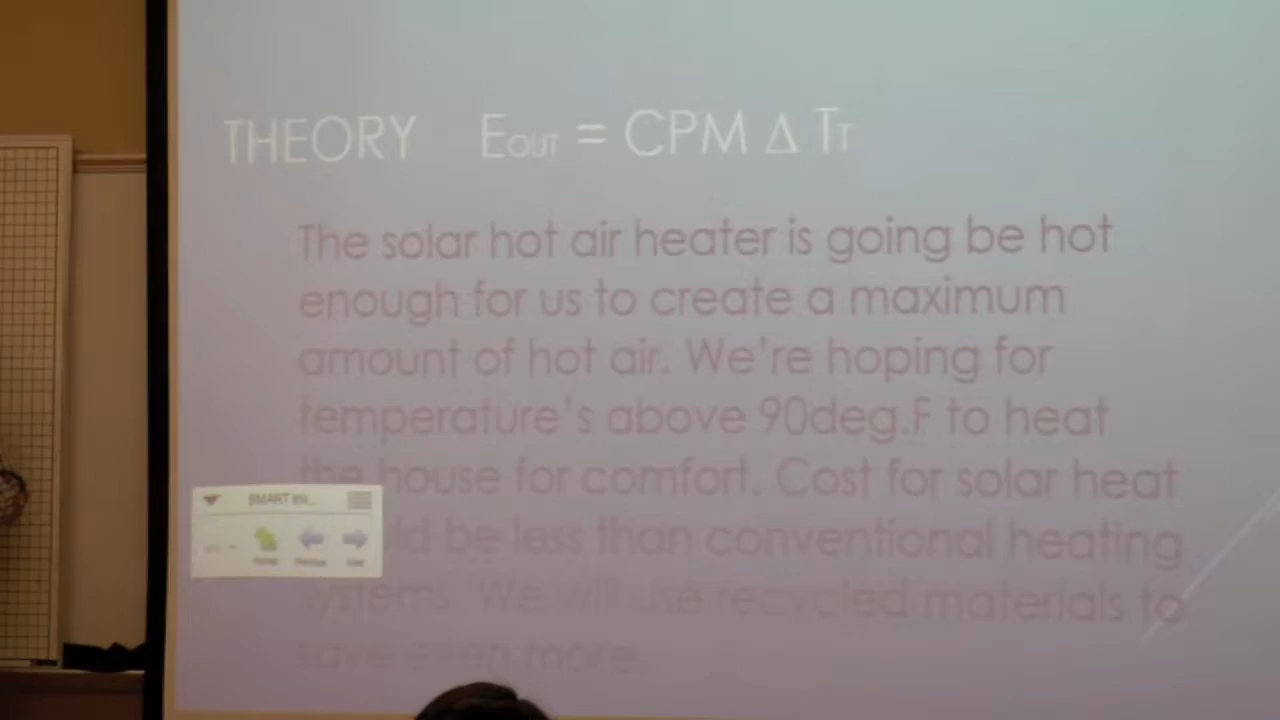 THEORY EOUT = CPM Δ TT
The solar hot air heater is going be hot
enough for us to create a maximum
amount of hot air. We're hoping for
temperature's above 90deg.F to heat
the house for comfort. Cost for solar heat
be less than conventional heating
systems. We will use recycled materials to
save even more.
SMART